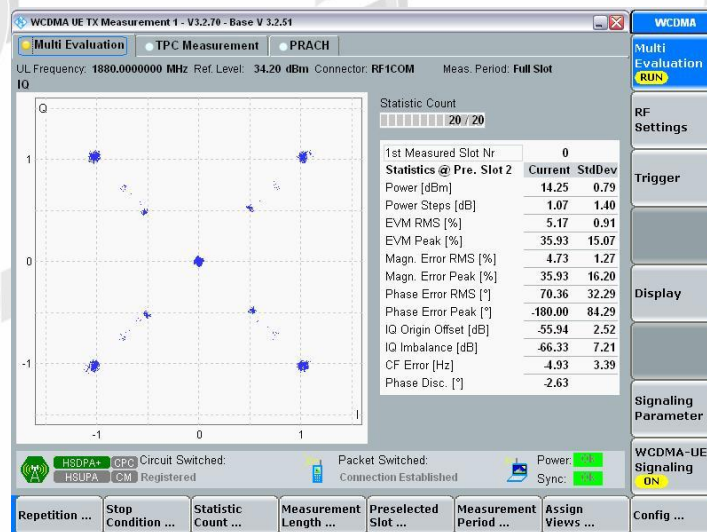 WCDMA UE TX Measurement 1 - V3.2.70 - Base V 3.2.51
WCDMA
Multi Evaluation
TPC Measurement
PRACH
UL Frequency: 1880.0000000 MHz Ref. Level: 34.20 dBm Connector: RF1COM Meas. Period: Full Slot
IQ
Q
1
0
-1
-1 0 1
I
Statistic Count
20 / 20
1st Measured Slot Nr 0
Statistics @ Pre. Slot 2 Current StdDev
Power [dBm] 14.25 0.79
Power Steps [dB] 1.07 1.40
EVM RMS [%] 5.17 0.91
EVM Peak [%] 35.93 15.07
Magn. Error RMS [%] 4.73 1.27
Magn. Error Peak [%] 35.93 16.20
Phase Error RMS [°] 70.36 32.29
Phase Error Peak [°] -180.00 84.29
IQ Origin Offset [dB] -55.94 2.52
IQ Imbalance [dB] -66.33 7.21
CF Error [Hz] -4.93 3.39
Phase Disc. [°] -2.63
Multi
Evaluation
RUN
RF
Settings
Trigger
Display
Signaling
Parameter
WCDMA-UE
Signaling
ON
Config ...
HSDPA+ CPC Circuit Switched: Packet Switched: Power:
HSUPA CM Registered Connection Established Sync:
Repetition ...
Stop
Condition ...
Statistic
Count ...
Measurement
Length ...
Preselected
Slot ...
Measurement
Period ...
Assign
Views ...